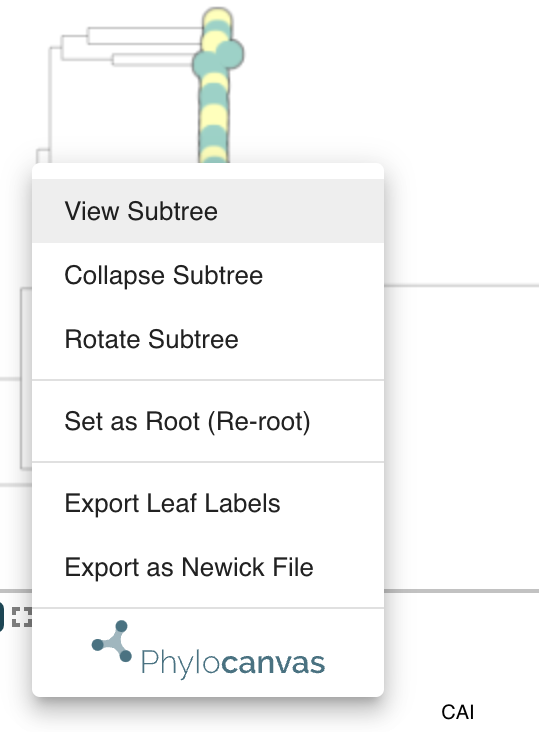 View Subtree
Collapse Subtree
Rotate Subtree
Set as Root (Re-root)
Export Leaf Labels
Export as Newick File
Phylocanvas
CAI